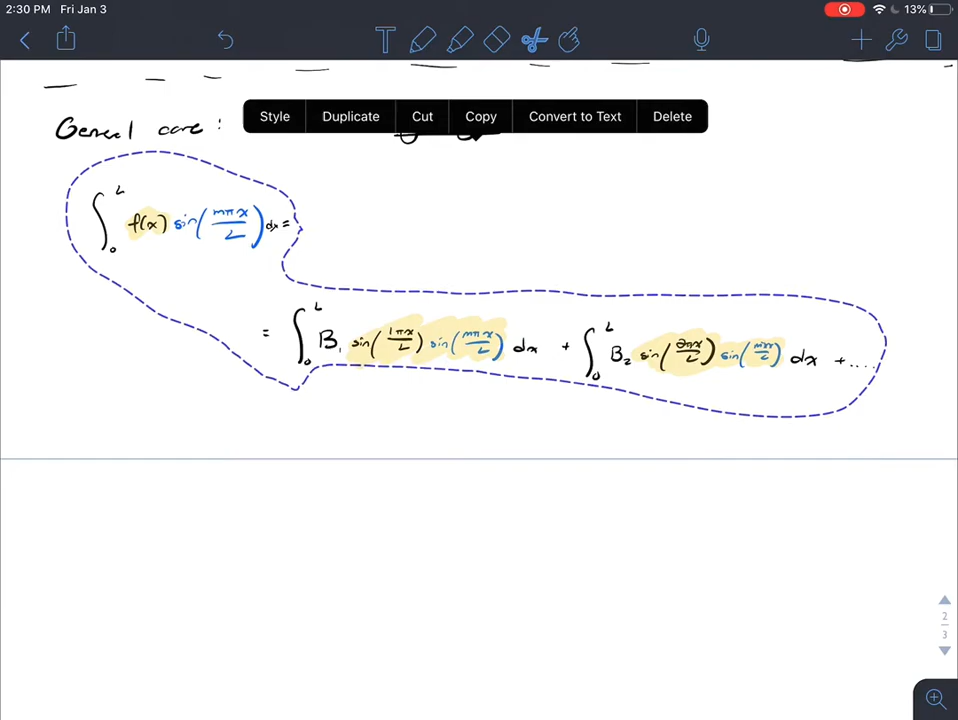 2:30 PM Fri Jan 3 13%
T
Style Duplicate Cut Copy Convert to Text Delete
General case :
∫₀ᴸ f(x) sin(mπx/L) dx =
= ∫₀ᴸ B₁ sin(1πx/L) sin(mπx/L) dx + ∫₀ᴸ B₂ sin(2πx/L) sin(mπx/L) dx + ....
2
3